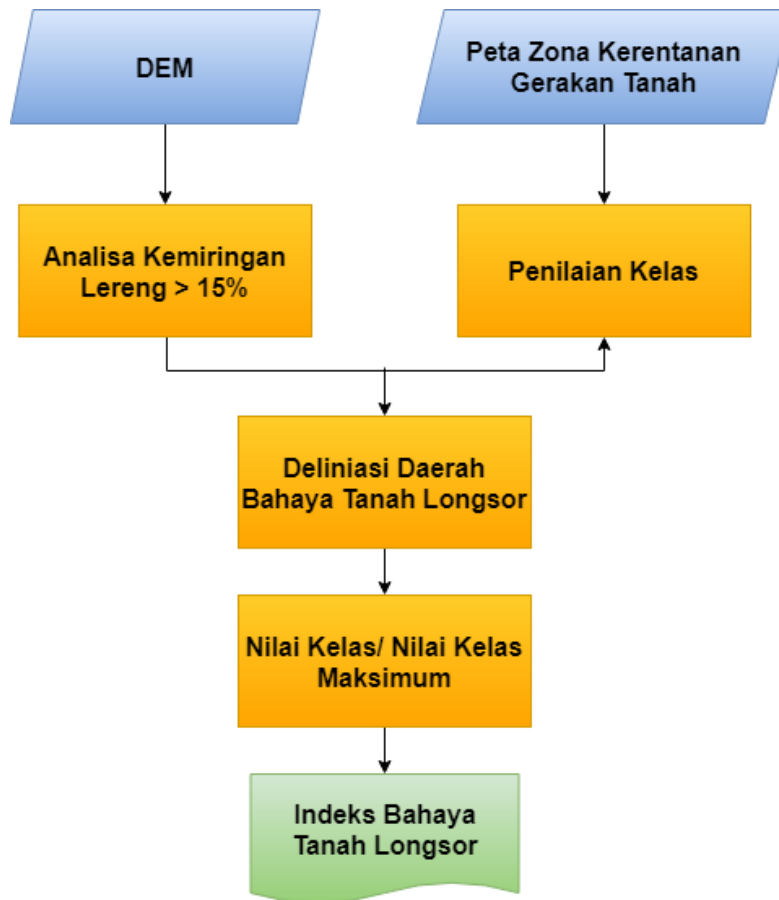 DEM
Peta Zona Kerentanan
Gerakan Tanah
Analisa Kemiringan
Lereng > 15%
Penilaian Kelas
Deliniasi Daerah
Bahaya Tanah Longsor
Nilai Kelas/ Nilai Kelas
Maksimum
Indeks Bahaya
Tanah Longsor